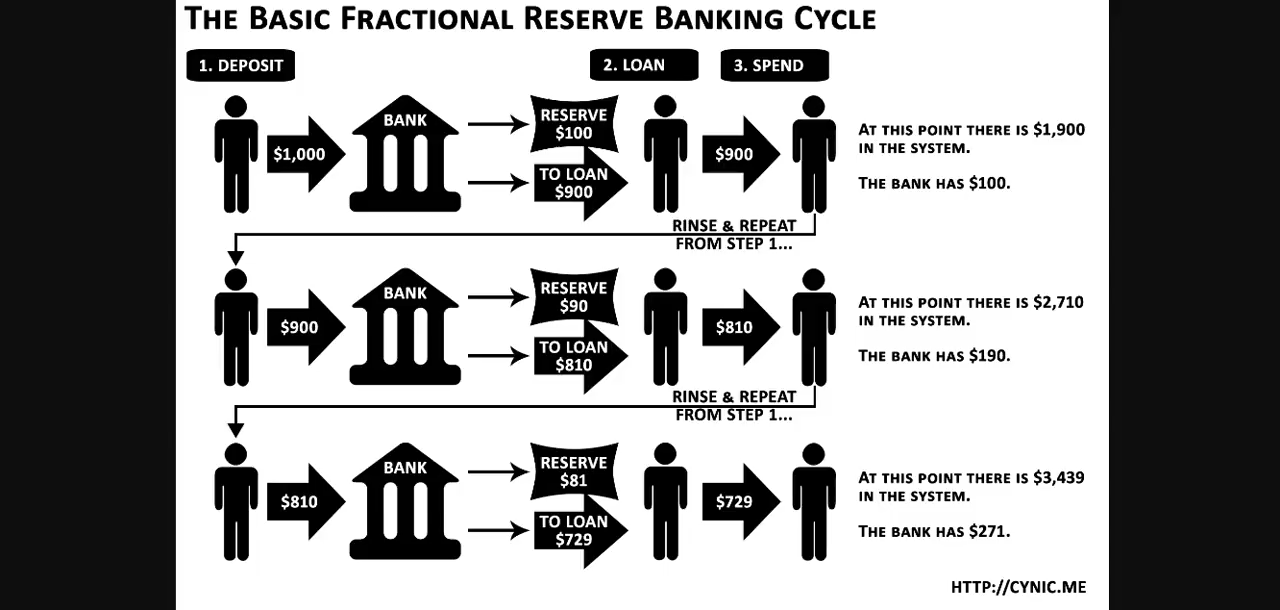 THE BASIC FRACTIONAL RESERVE BANKING CYCLE
1. DEPOSIT
2. LOAN
3. SPEND
$1,000
BANK
RESERVE
$100
TO LOAN
$900
$900
AT THIS POINT THERE IS $1,900
IN THE SYSTEM.
THE BANK HAS $100.
RINSE & REPEAT
FROM STEP 1...
$900
BANK
RESERVE
$90
TO LOAN
$810
$810
AT THIS POINT THERE IS $2,710
IN THE SYSTEM.
THE BANK HAS $190.
RINSE & REPEAT
FROM STEP 1...
$810
BANK
RESERVE
$81
TO LOAN
$729
$729
AT THIS POINT THERE IS $3,439
IN THE SYSTEM.
THE BANK HAS $271.
HTTP://CYNIC.ME